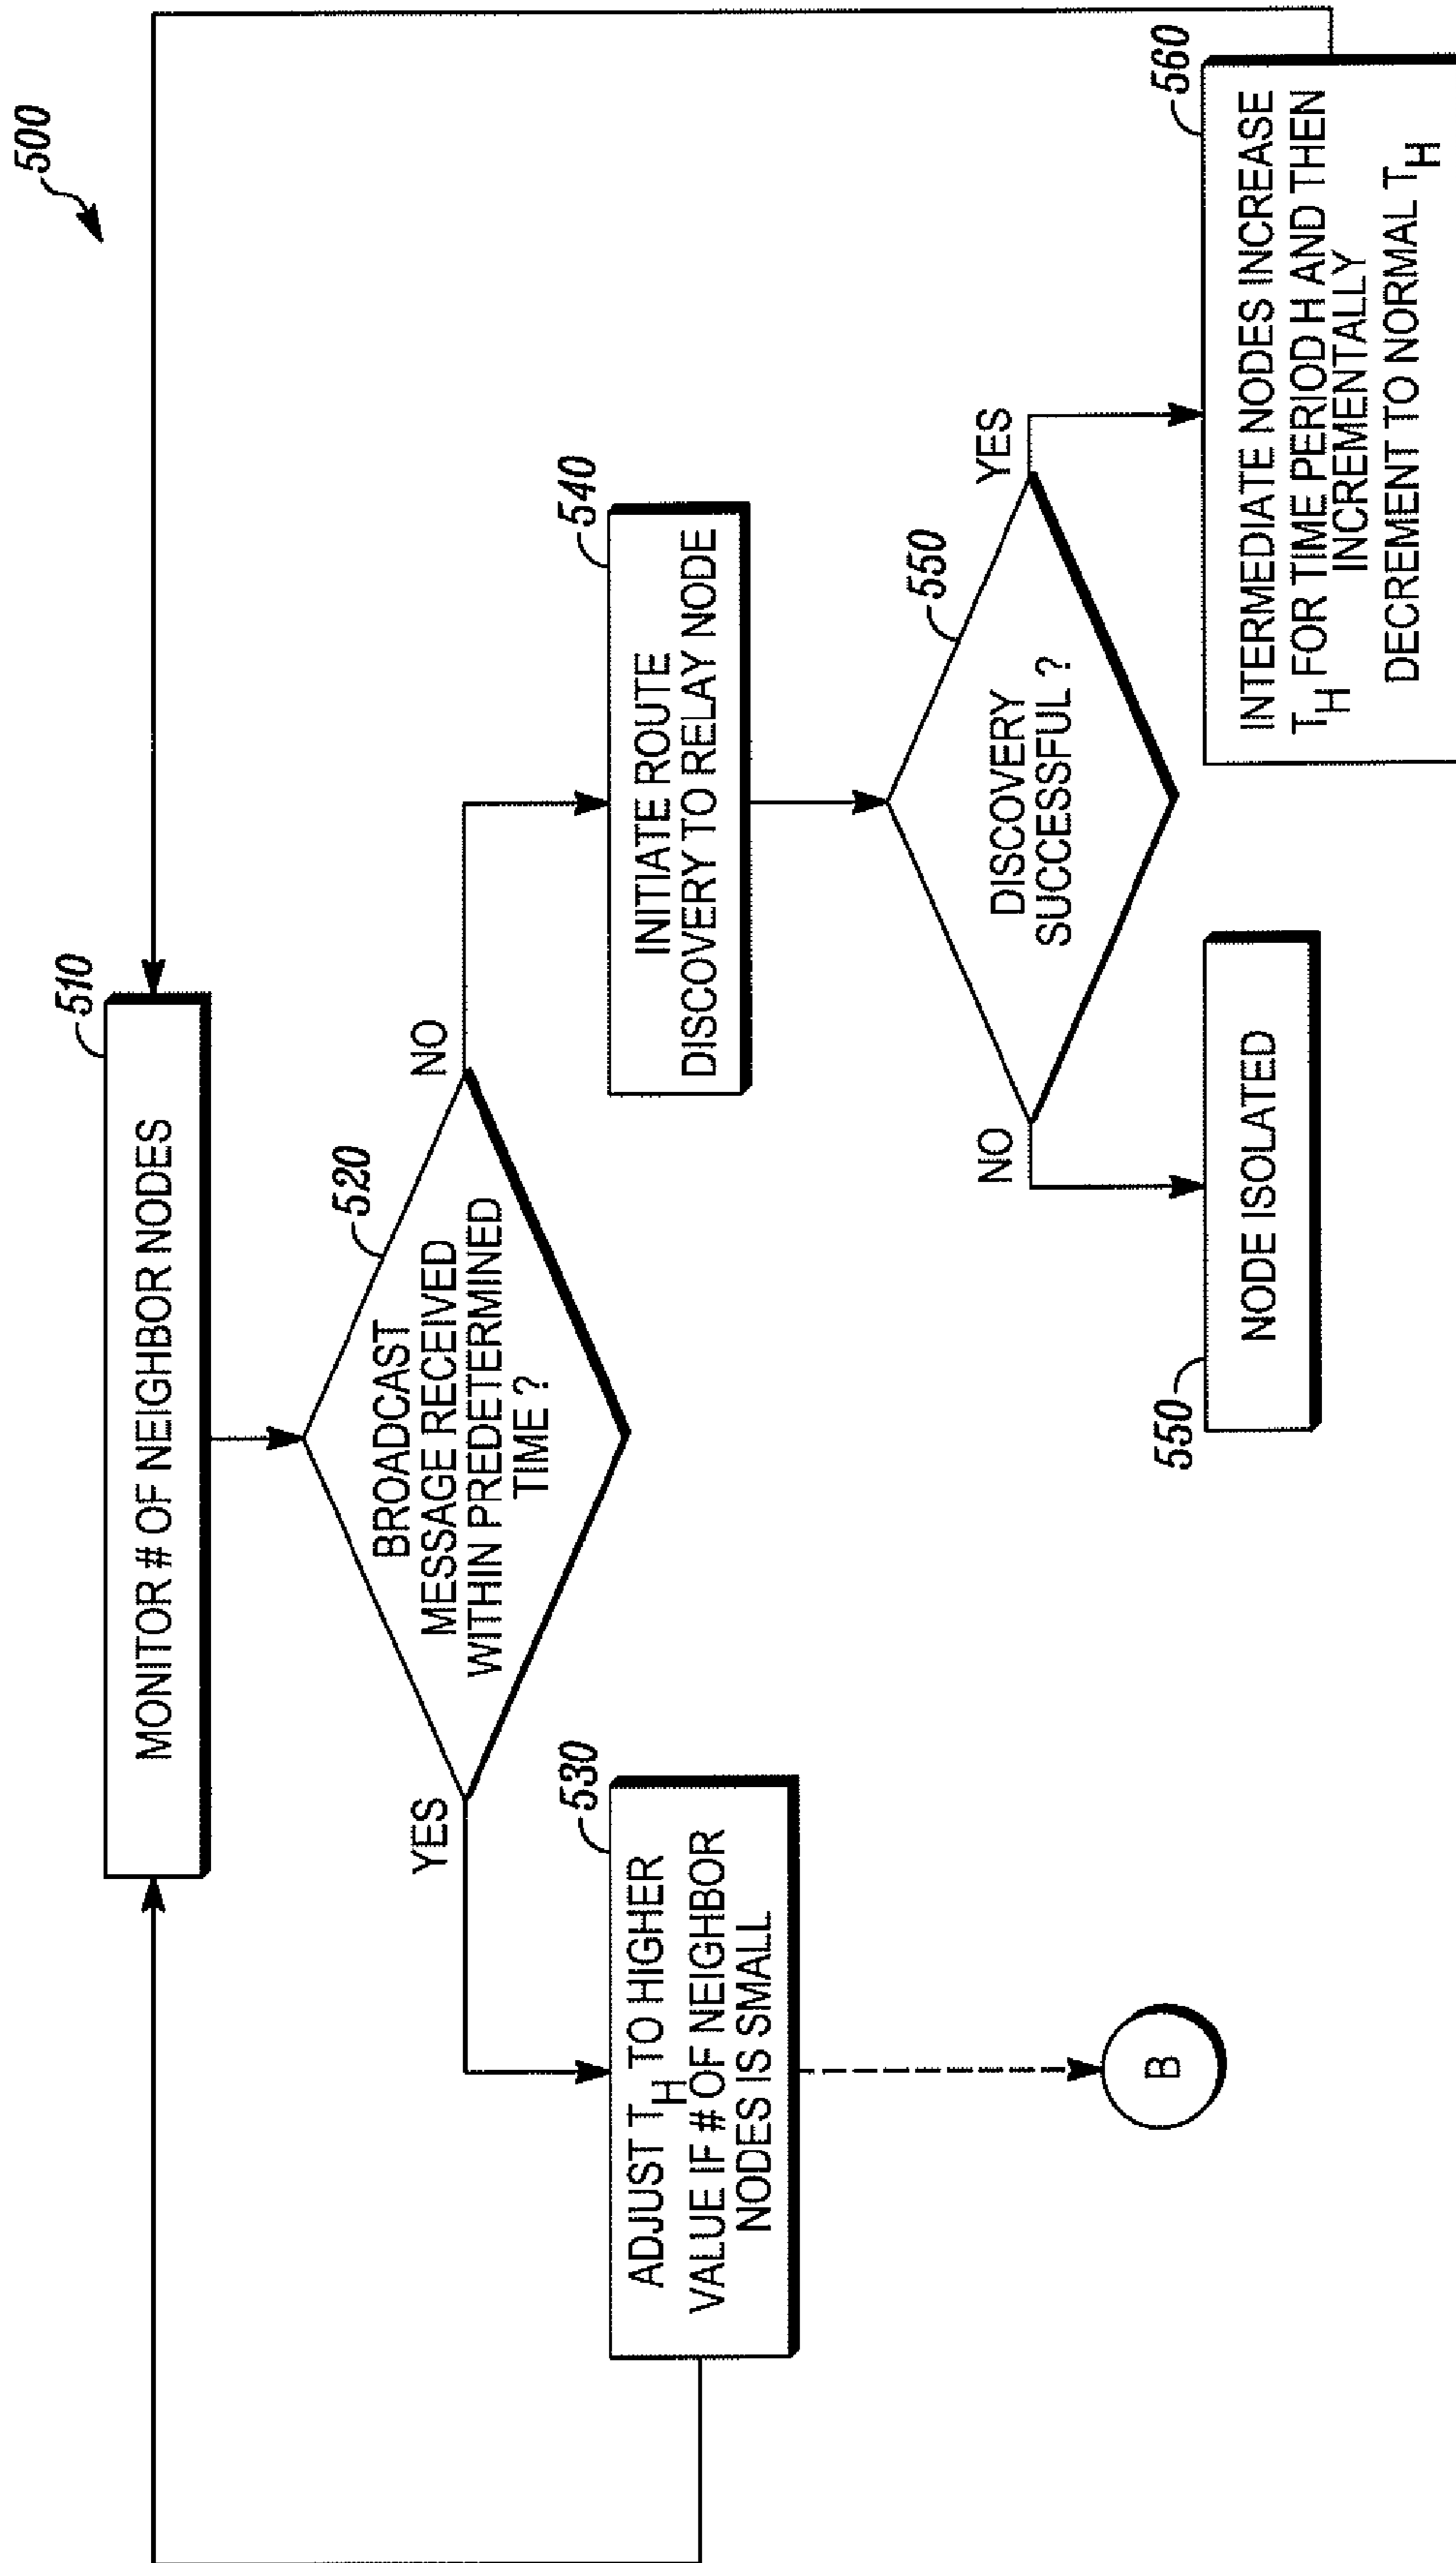 500
510
MONITOR # OF NEIGHBOR NODES
520
BROADCAST
MESSAGE RECEIVED
WITHIN PREDETERMINED
TIME ?
YES
NO
530
ADJUST T_H TO HIGHER
VALUE IF # OF NEIGHBOR
NODES IS SMALL
B
540
INITIATE ROUTE
DISCOVERY TO RELAY NODE
550
DISCOVERY
SUCCESSFUL ?
NO
YES
550
NODE ISOLATED
560
INTERMEDIATE NODES INCREASE
T_H FOR TIME PERIOD H AND THEN
INCREMENTALLY
DECREMENT TO NORMAL T_H